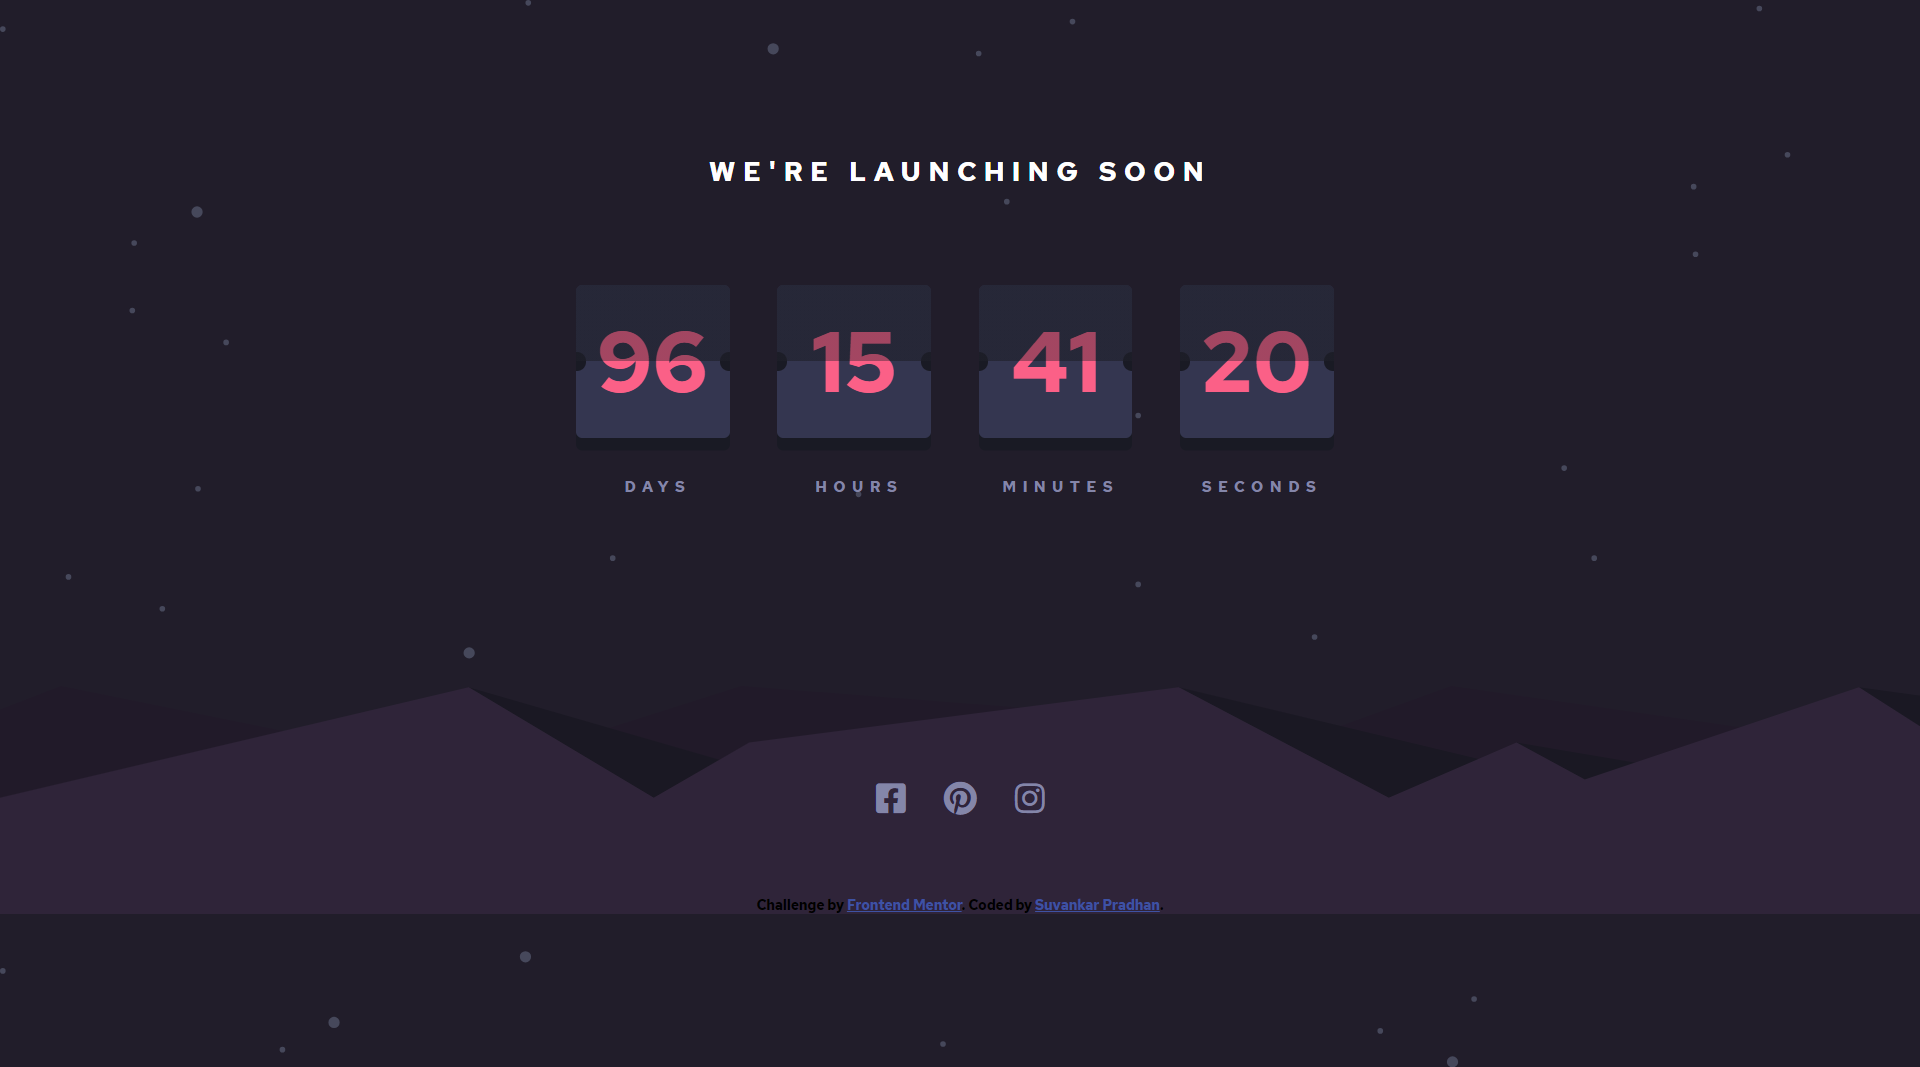 WE'RE LAUNCHING SOON
96 15 41 20
DAYS HOURS MINUTES SECONDS
Challenge by Frontend Mentor. Coded by Suvankar Pradhan.